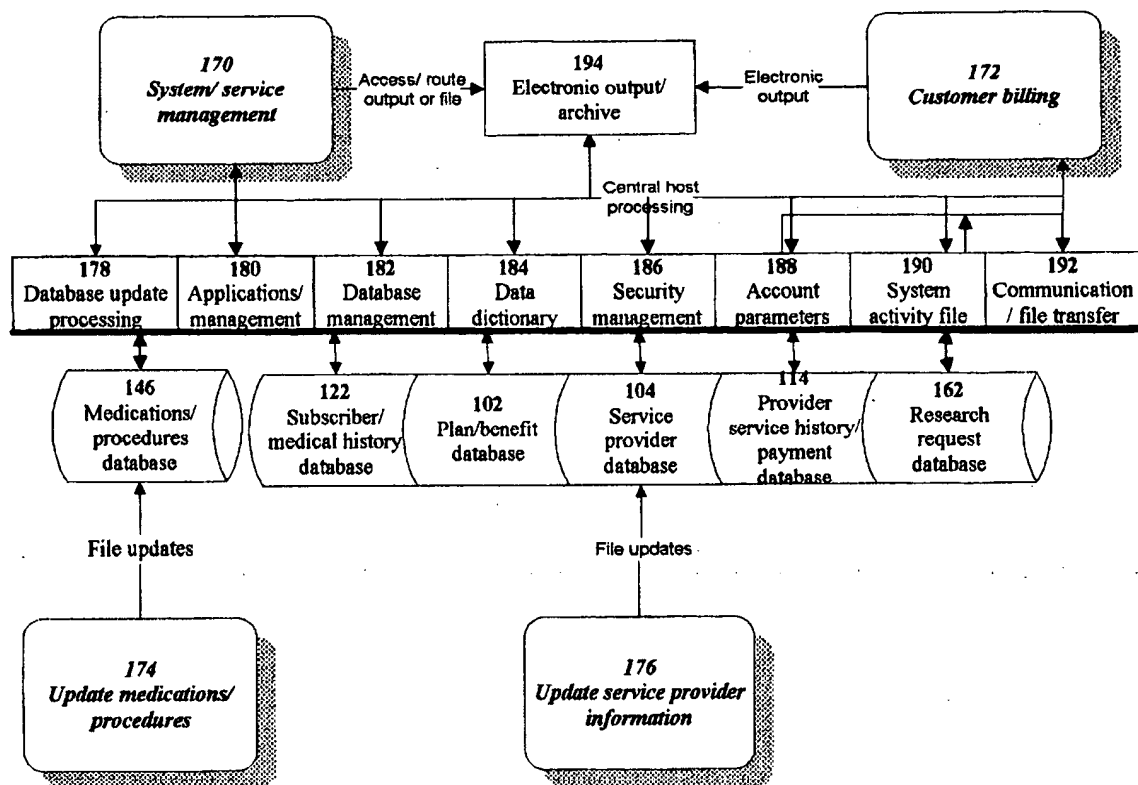 170
System/ service
management
Access/ route
output or file
194
Electronic output/
archive
Electronic
output
172
Customer billing
Central host
processing
178
Database update
processing
180
Applications/
management
182
Database
management
184
Data
dictionary
186
Security
management
188
Account
parameters
190
System
activity file
192
Communication
/ file transfer
146
Medications/
procedures
database
122
Subscriber/
medical history
database
102
Plan/benefit
database
104
Service
provider
database
114
Provider
service history/
payment
database
162
Research
request
database
File updates
File updates
174
Update medications/
procedures
176
Update service provider
information